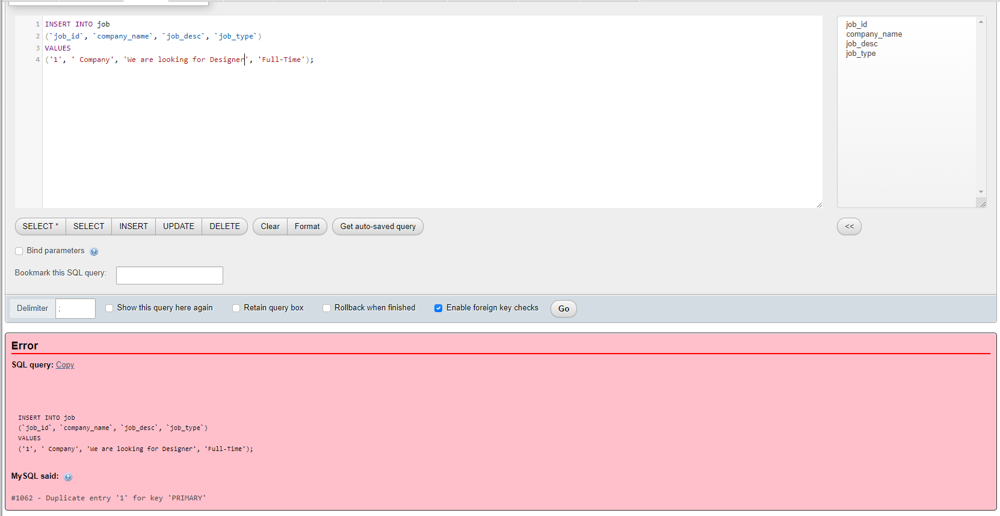 1 INSERT INTO job
2 (`job_id`, `company_name`, `job_desc`, `job_type`)
3 VALUES
4 ('1', ' Company', 'We are looking for Designer', 'Full-Time');
job_id
company_name
job_desc
job_type
SELECT * SELECT INSERT UPDATE DELETE Clear Format Get auto-saved query <<
Bind parameters
Bookmark this SQL query:
Delimiter ; Show this query here again Retain query box Rollback when finished Enable foreign key checks Go
Error
SQL query: Copy
INSERT INTO job
(`job_id`, `company_name`, `job_desc`, `job_type`)
VALUES
('1', ' Company', 'We are looking for Designer', 'Full-Time');
MySQL said:
#1062 - Duplicate entry '1' for key 'PRIMARY'